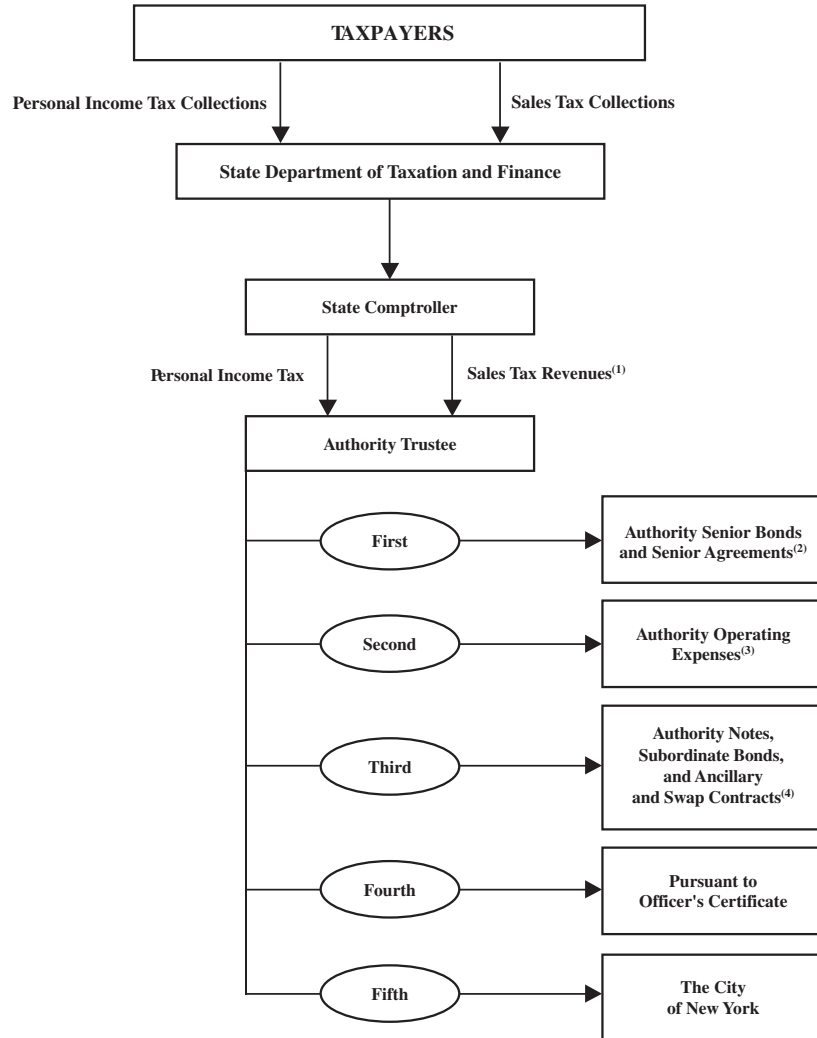 TAXPAYERS
Personal Income Tax Collections
Sales Tax Collections
State Department of Taxation and Finance
State Comptroller
Personal Income Tax
Sales Tax Revenues(1)
Authority Trustee
First
Authority Senior Bonds
and Senior Agreements(2)
Second
Authority Operating
Expenses(3)
Third
Authority Notes,
Subordinate Bonds,
and Ancillary
and Swap Contracts(4)
Fourth
Pursuant to
Officer's Certificate
Fifth
The City
of New York